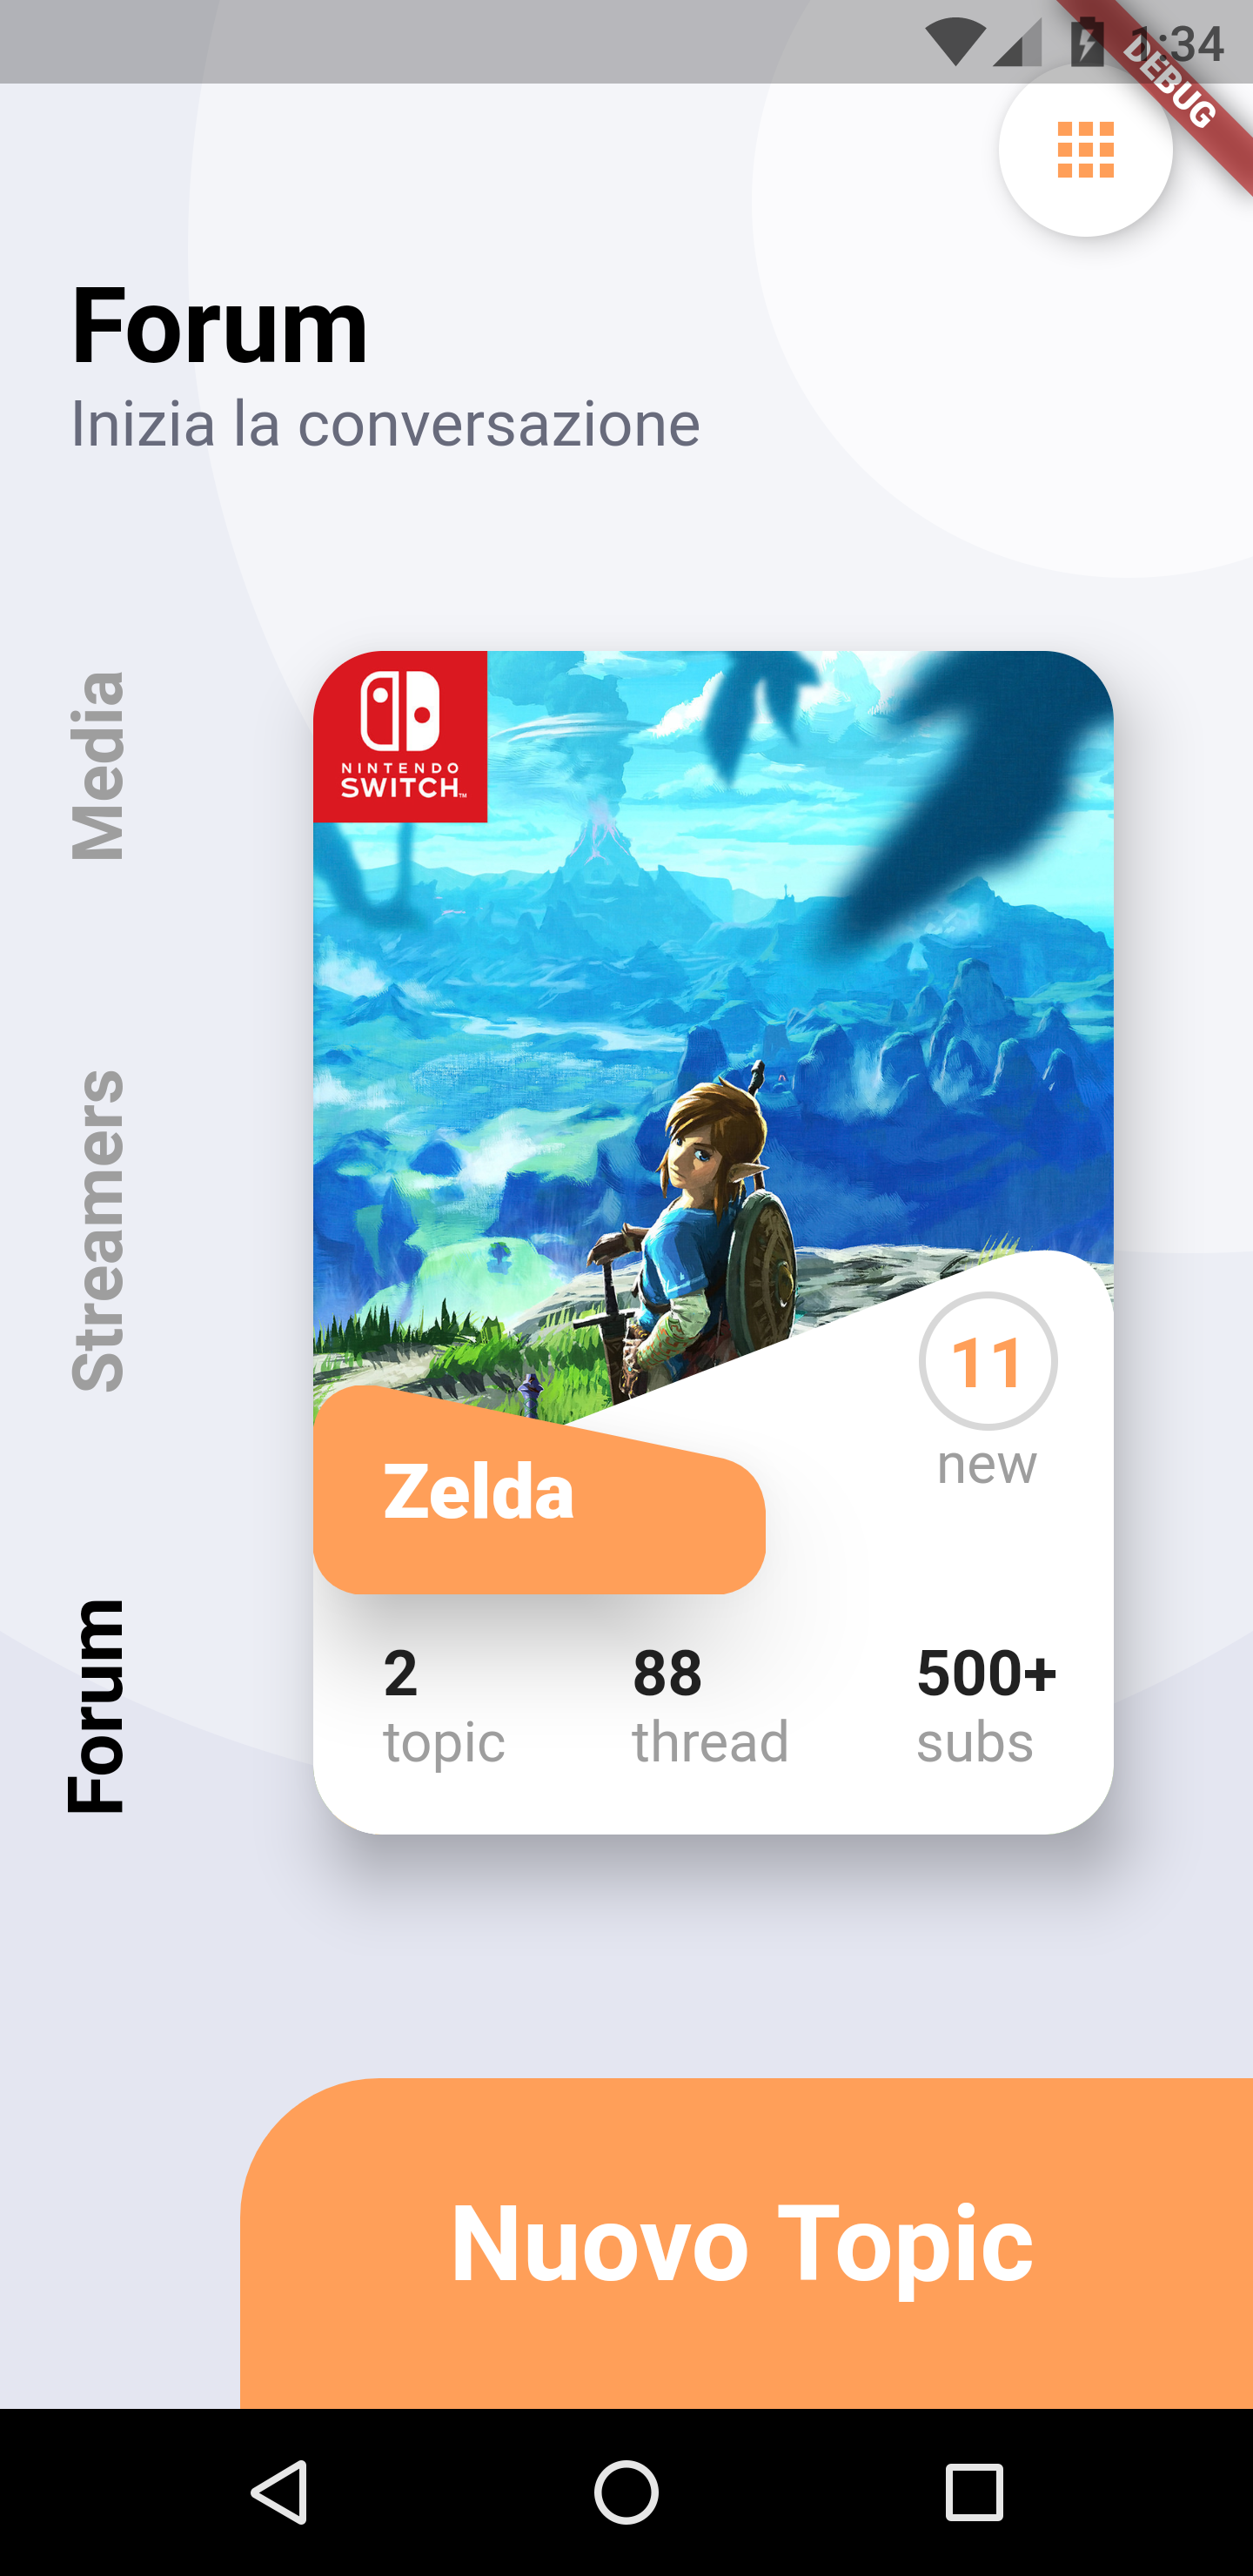 1:34
DEBUG
Forum
Inizia la conversazione
Media
Streamers
Forum
NINTENDO
SWITCH™
11
new
Zelda
2
topic
88
thread
500+
subs
Nuovo Topic